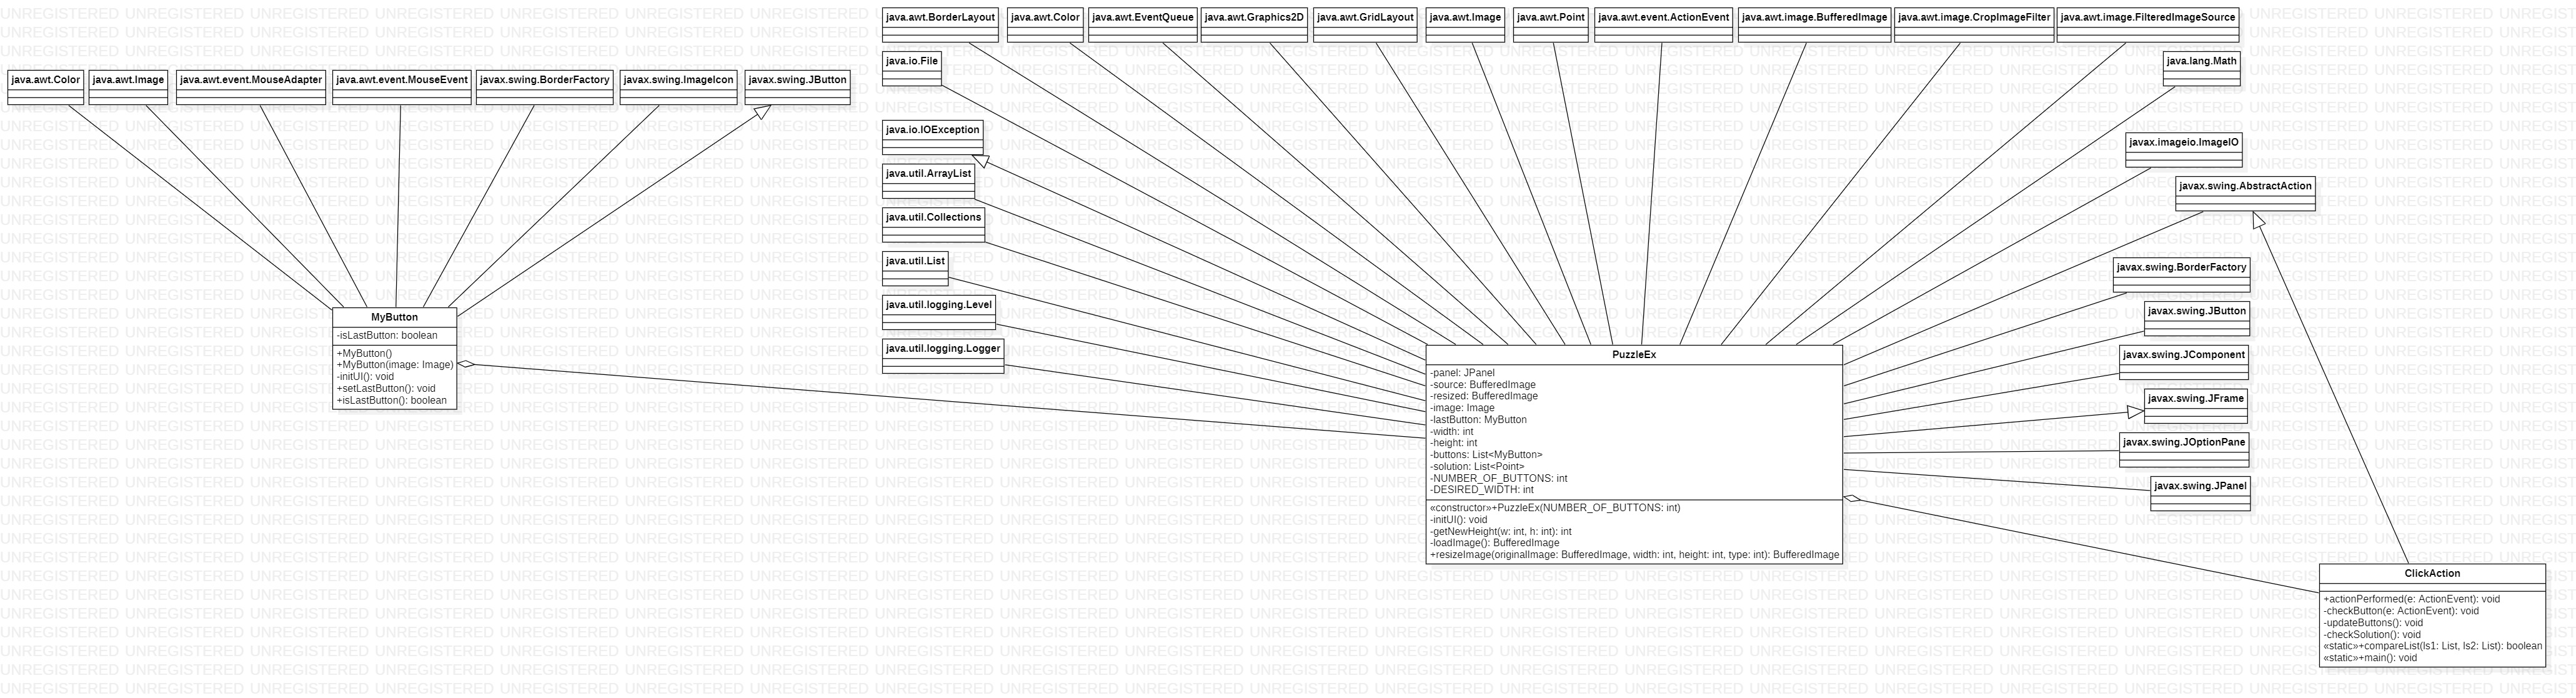 java.awt.BorderLayout
java.awt.Color
java.awt.EventQueue
java.awt.Graphics2D
java.awt.GridLayout
java.awt.Image
java.awt.Point
java.awt.event.ActionEvent
java.awt.image.BufferedImage
java.awt.image.CropImageFilter
java.awt.image.FilteredImageSource
java.io.File
java.lang.Math
java.awt.Color
java.awt.Image
java.awt.event.MouseAdapter
java.awt.event.MouseEvent
javax.swing.BorderFactory
javax.swing.ImageIcon
javax.swing.JButton
java.io.IOException
javax.imageio.ImageIO
java.util.ArrayList
javax.swing.AbstractAction
java.util.Collections
java.util.List
javax.swing.BorderFactory
java.util.logging.Level
javax.swing.JButton
java.util.logging.Logger
javax.swing.JComponent
javax.swing.JFrame
javax.swing.JOptionPane
javax.swing.JPanel
MyButton
-isLastButton: boolean
+MyButton()
+MyButton(image: Image)
-initUI(): void
+setLastButton(): void
+isLastButton(): boolean
PuzzleEx
-panel: JPanel
-source: BufferedImage
-resized: BufferedImage
-image: Image
-lastButton: MyButton
-width: int
-height: int
-buttons: List<MyButton>
-solution: List<Point>
-NUMBER_OF_BUTTONS: int
-DESIRED_WIDTH: int
«constructor»+PuzzleEx(NUMBER_OF_BUTTONS: int)
-initUI(): void
-getNewHeight(w: int, h: int): int
-loadImage(): BufferedImage
+resizeImage(originalImage: BufferedImage, width: int, height: int, type: int): BufferedImage
ClickAction
+actionPerformed(e: ActionEvent): void
-checkButton(e: ActionEvent): void
-updateButtons(): void
-checkSolution(): void
«static»+compareList(ls1: List, ls2: List): boolean
«static»+main(): void
UNREGISTERED